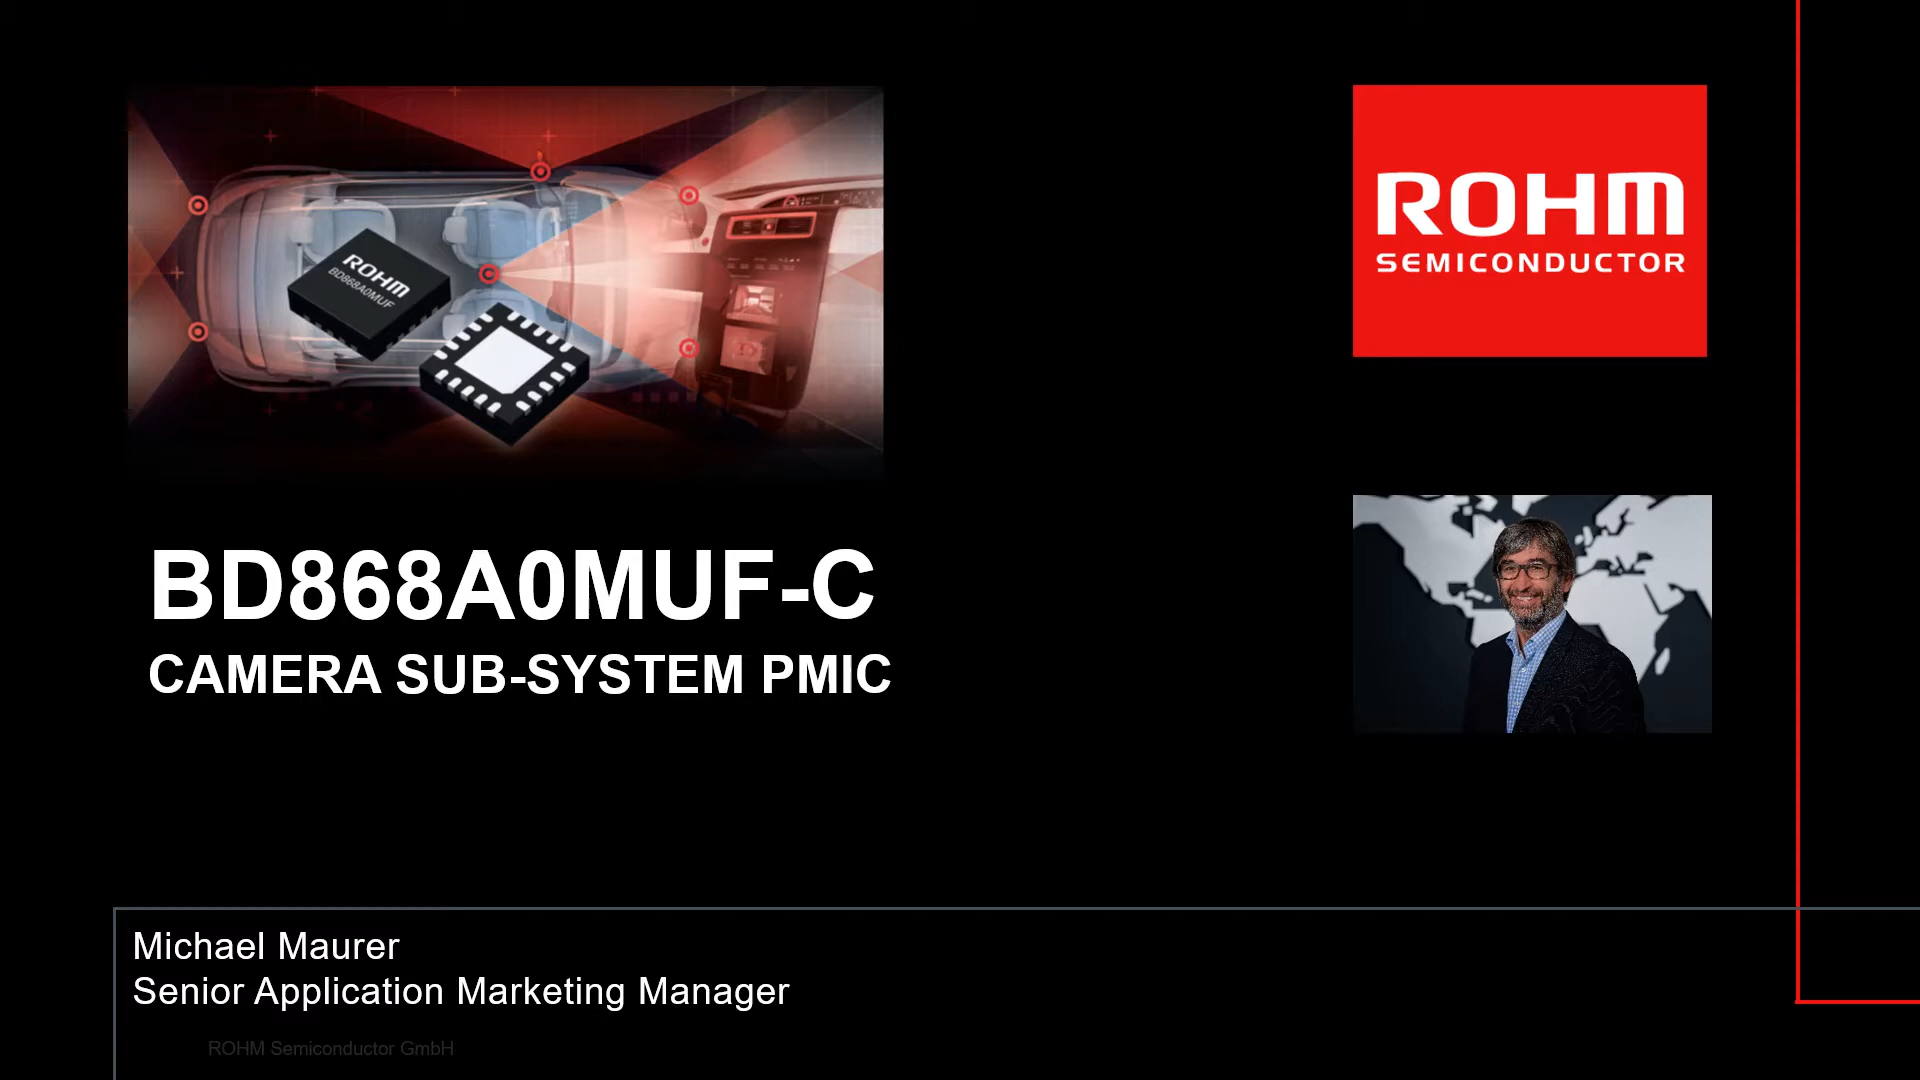 ROHM
BD868A0MUF
ROHM
SEMICONDUCTOR
BD868A0MUF-C
CAMERA SUB-SYSTEM PMIC
Michael Maurer
Senior Application Marketing Manager
ROHM Semiconductor GmbH